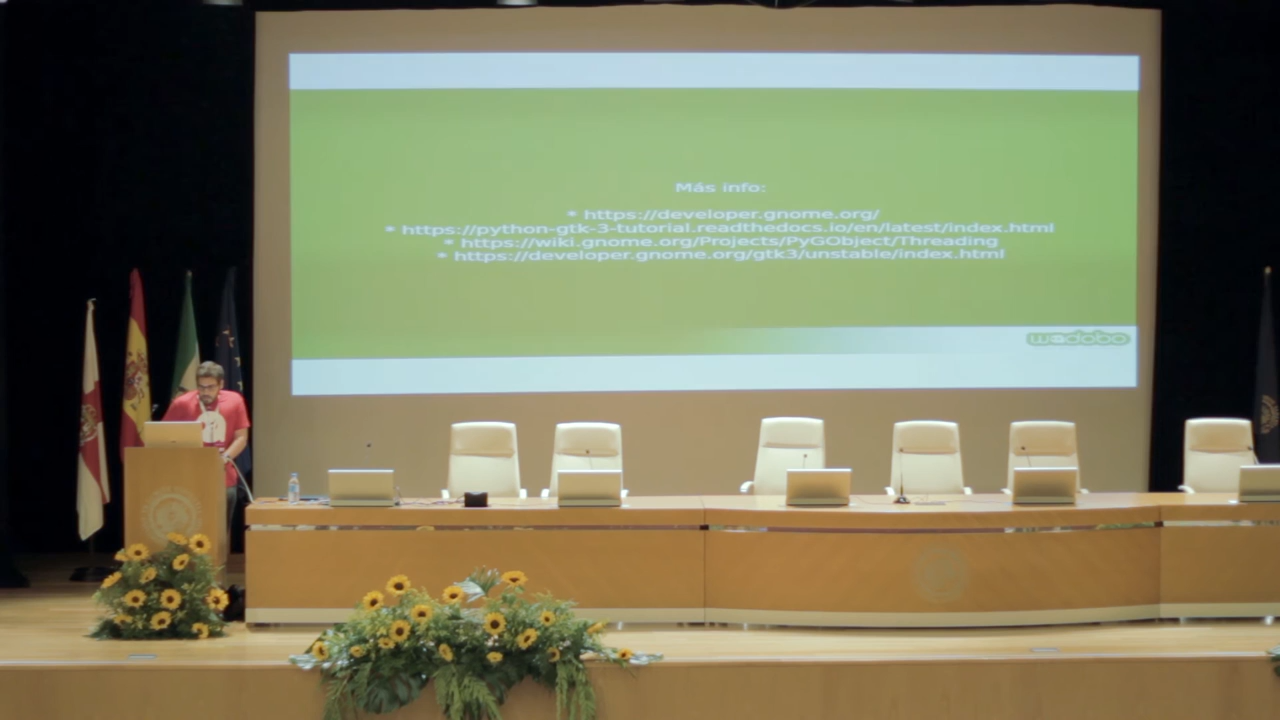 Más info:
* https://developer.gnome.org/
* https://python-gtk-3-tutorial.readthedocs.io/en/latest/index.html
* https://wiki.gnome.org/Projects/PyGObject/Threading
* https://developer.gnome.org/gtk3/unstable/index.html
wadobo